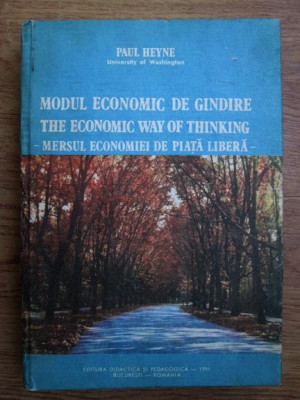 PAUL HEYNE
University of Washington
MODUL ECONOMIC DE GINDIRE
THE ECONOMIC WAY OF THINKING
- MERSUL ECONOMIEI DE PIAȚĂ LIBERĂ -
EDITURA DIDACTICĂ ȘI PEDAGOGICĂ — 1991
BUCUREȘTI — ROMÂNIA